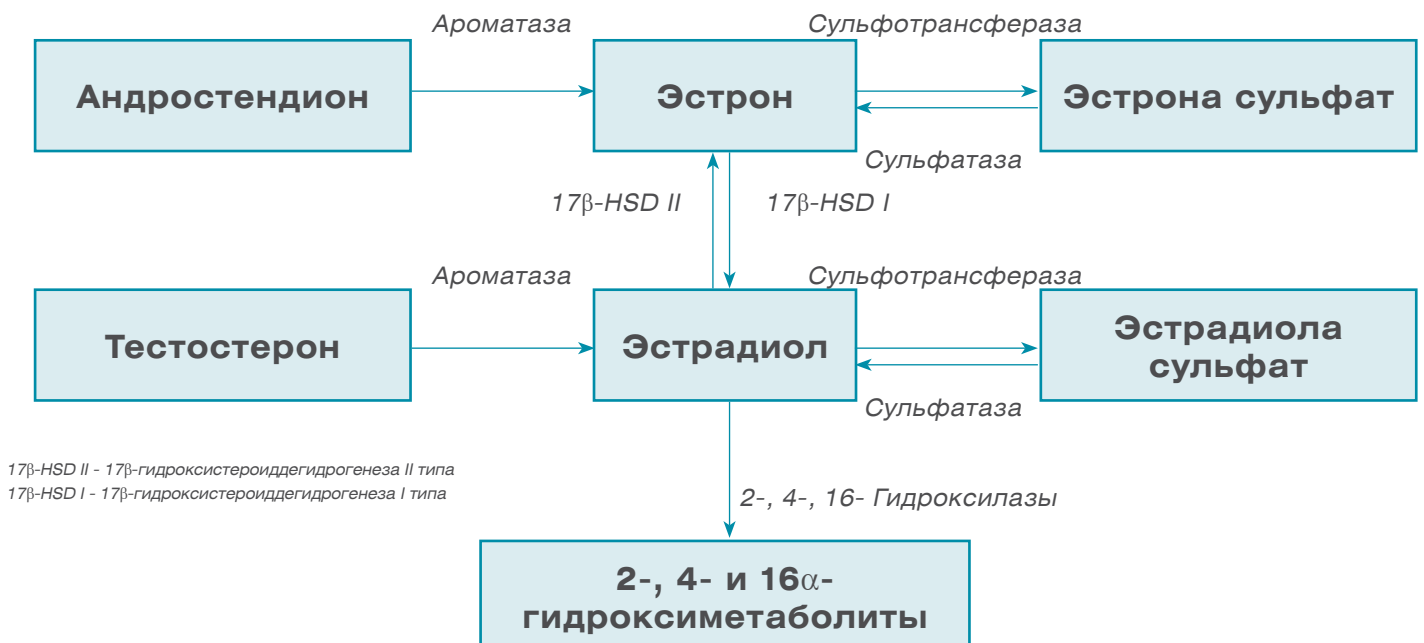 Ароматаза
Сульфотрансфераза
Андростендион
Эстрон
Эстрона сульфат
Сульфатаза
17β-HSD II
17β-HSD I
Ароматаза
Сульфотрансфераза
Тестостерон
Эстрадиол
Эстрадиола
сульфат
Сульфатаза
17β-HSD II - 17β-гидроксистероиддегидрогенеза II типа
17β-HSD I - 17β-гидроксистероиддегидрогенеза I типа
2-, 4-, 16- Гидроксилазы
2-, 4- и 16α-
гидроксиметаболиты